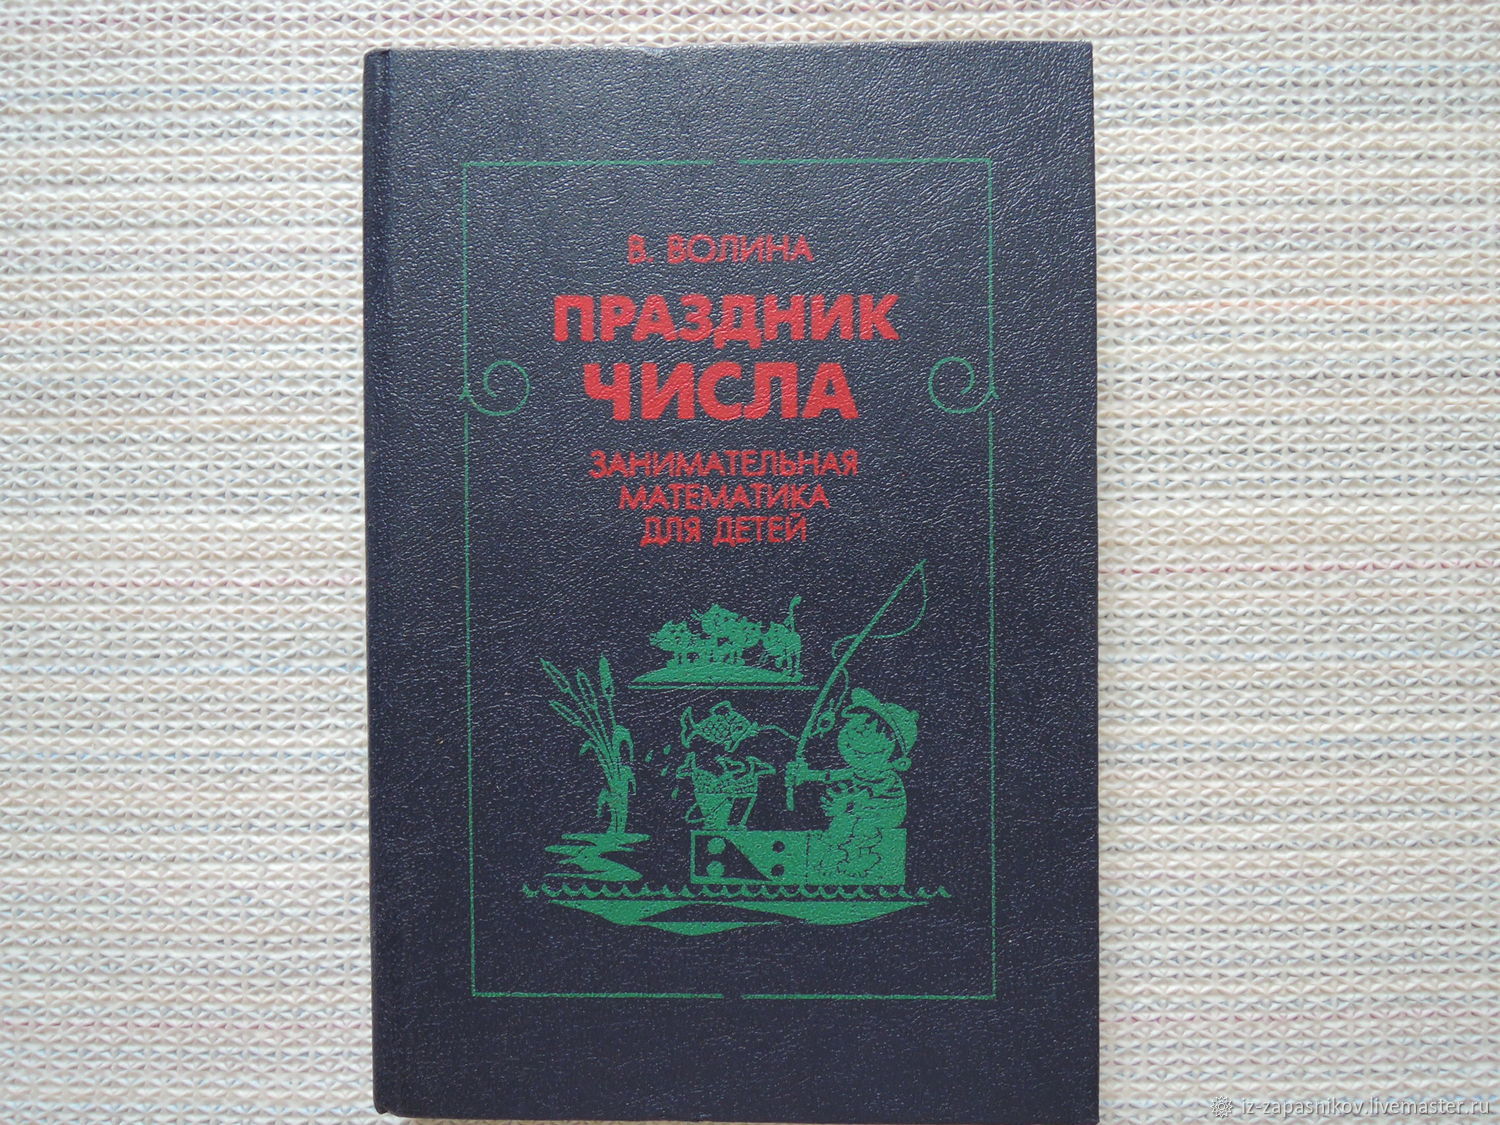 В. ВОЛИНА
ПРАЗДНИК
ЧИСЛА
ЗАНИМАТЕЛЬНАЯ
МАТЕМАТИКА
ДЛЯ ДЕТЕЙ
iz-zapasnikov.livemaster.ru